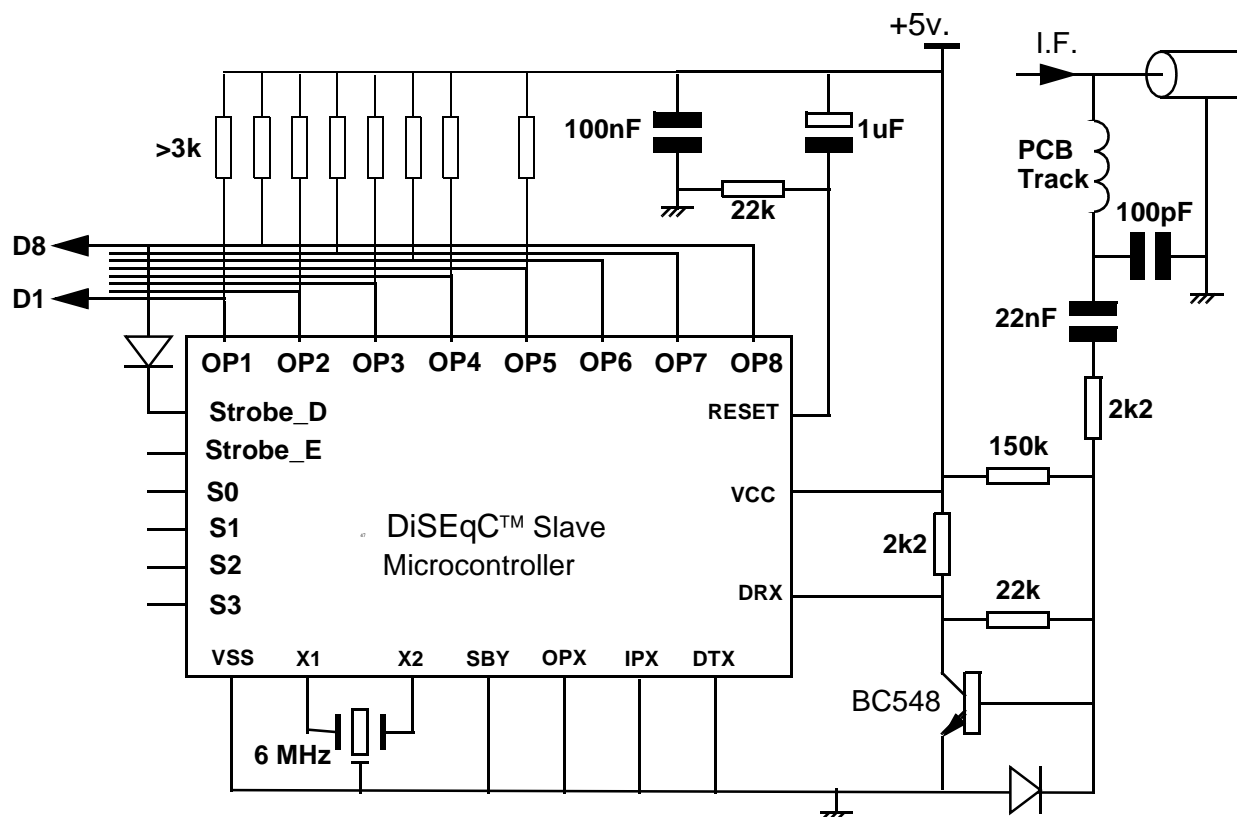 +5v.
I.F.
100nF
1uF
>3k
PCB
Track
22k
100pF
D8
D1
22nF
OP1 OP2 OP3 OP4 OP5 OP6 OP7 OP8
Strobe_D
RESET
2k2
Strobe_E
150k
S0
VCC
S1
DiSEqC™ Slave
Microcontroller
2k2
S2
S3
DRX
22k
VSS X1 X2 SBY OPX IPX DTX
BC548
6 MHz